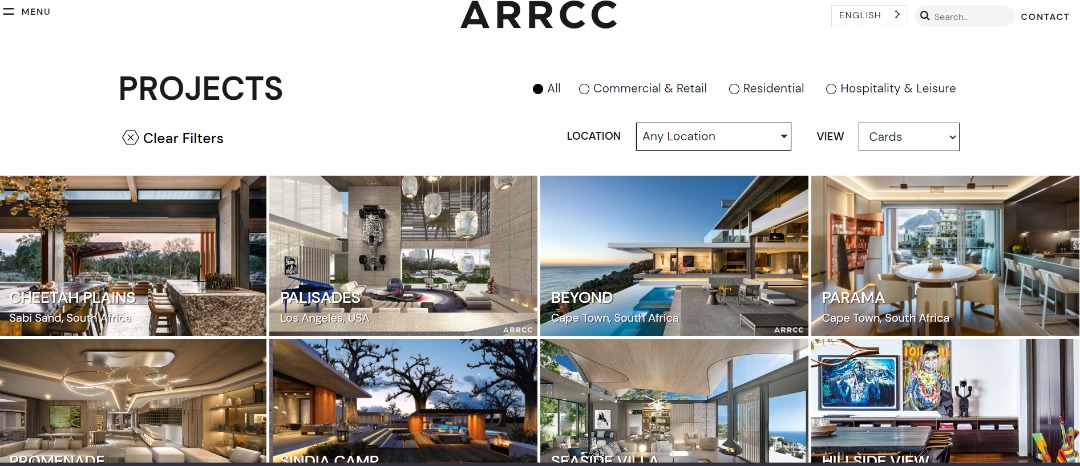 MENU
ARRCC
ENGLISH
Search..
CONTACT
PROJECTS
All
Commercial & Retail
Residential
Hospitality & Leisure
Clear Filters
LOCATION
Any Location
VIEW
Cards
CHEETAH PLAINS
Sabi Sand, South Africa
PALISADES
Los Angeles, USA
ARRCC
BEYOND
Cape Town, South Africa
ARRCC
PARAMA
Cape Town, South Africa
PROMENADE
SINDIA CAMP
SEASIDE VILLA
HILLSIDE VIEW